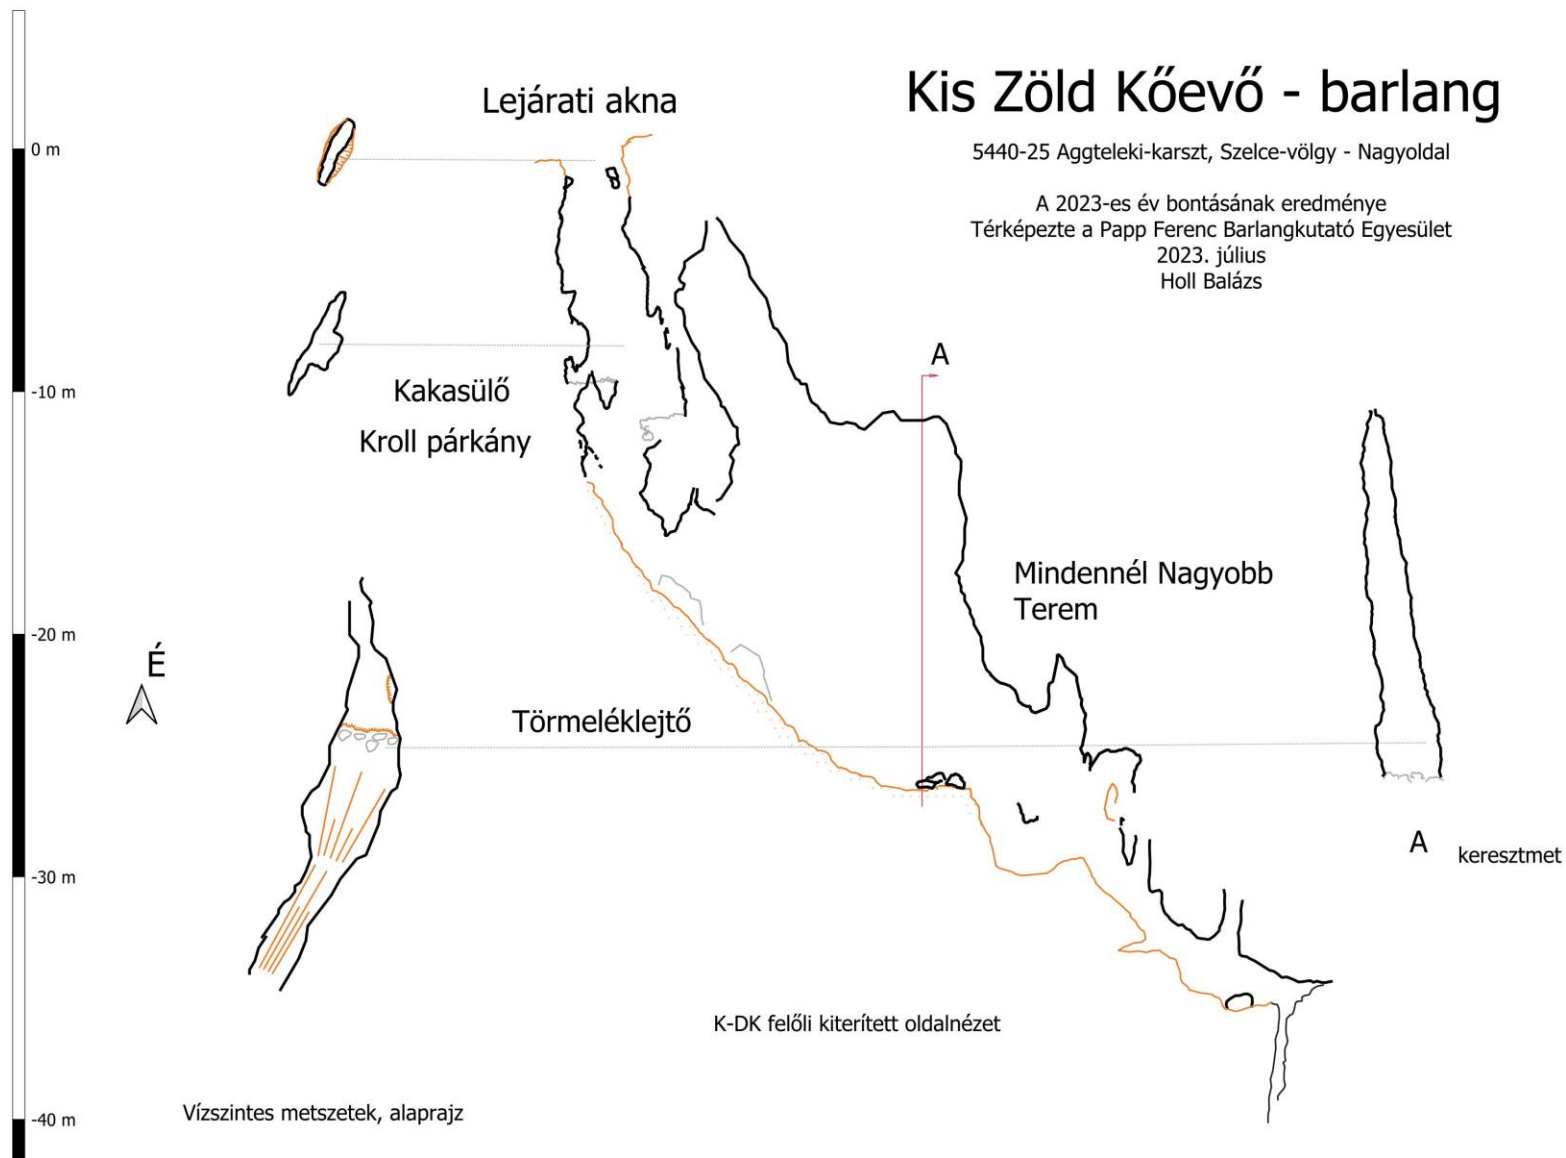 Kis Zöld Kőevő - barlang
5440-25 Aggteleki-karszt, Szelce-völgy - Nagyoldal
A 2023-es év bontásának eredménye
Térképezte a Papp Ferenc Barlangkutató Egyesület
2023. július
Holl Balázs
Lejárati akna
0 m
A
-10 m
Kakasülő
Kroll párkány
Mindennél Nagyobb
Terem
-20 m
É
Törmeléklejtő
A keresztmet
-30 m
K-DK felőli kiterített oldalnézet
Vízszintes metszetek, alaprajz
-40 m